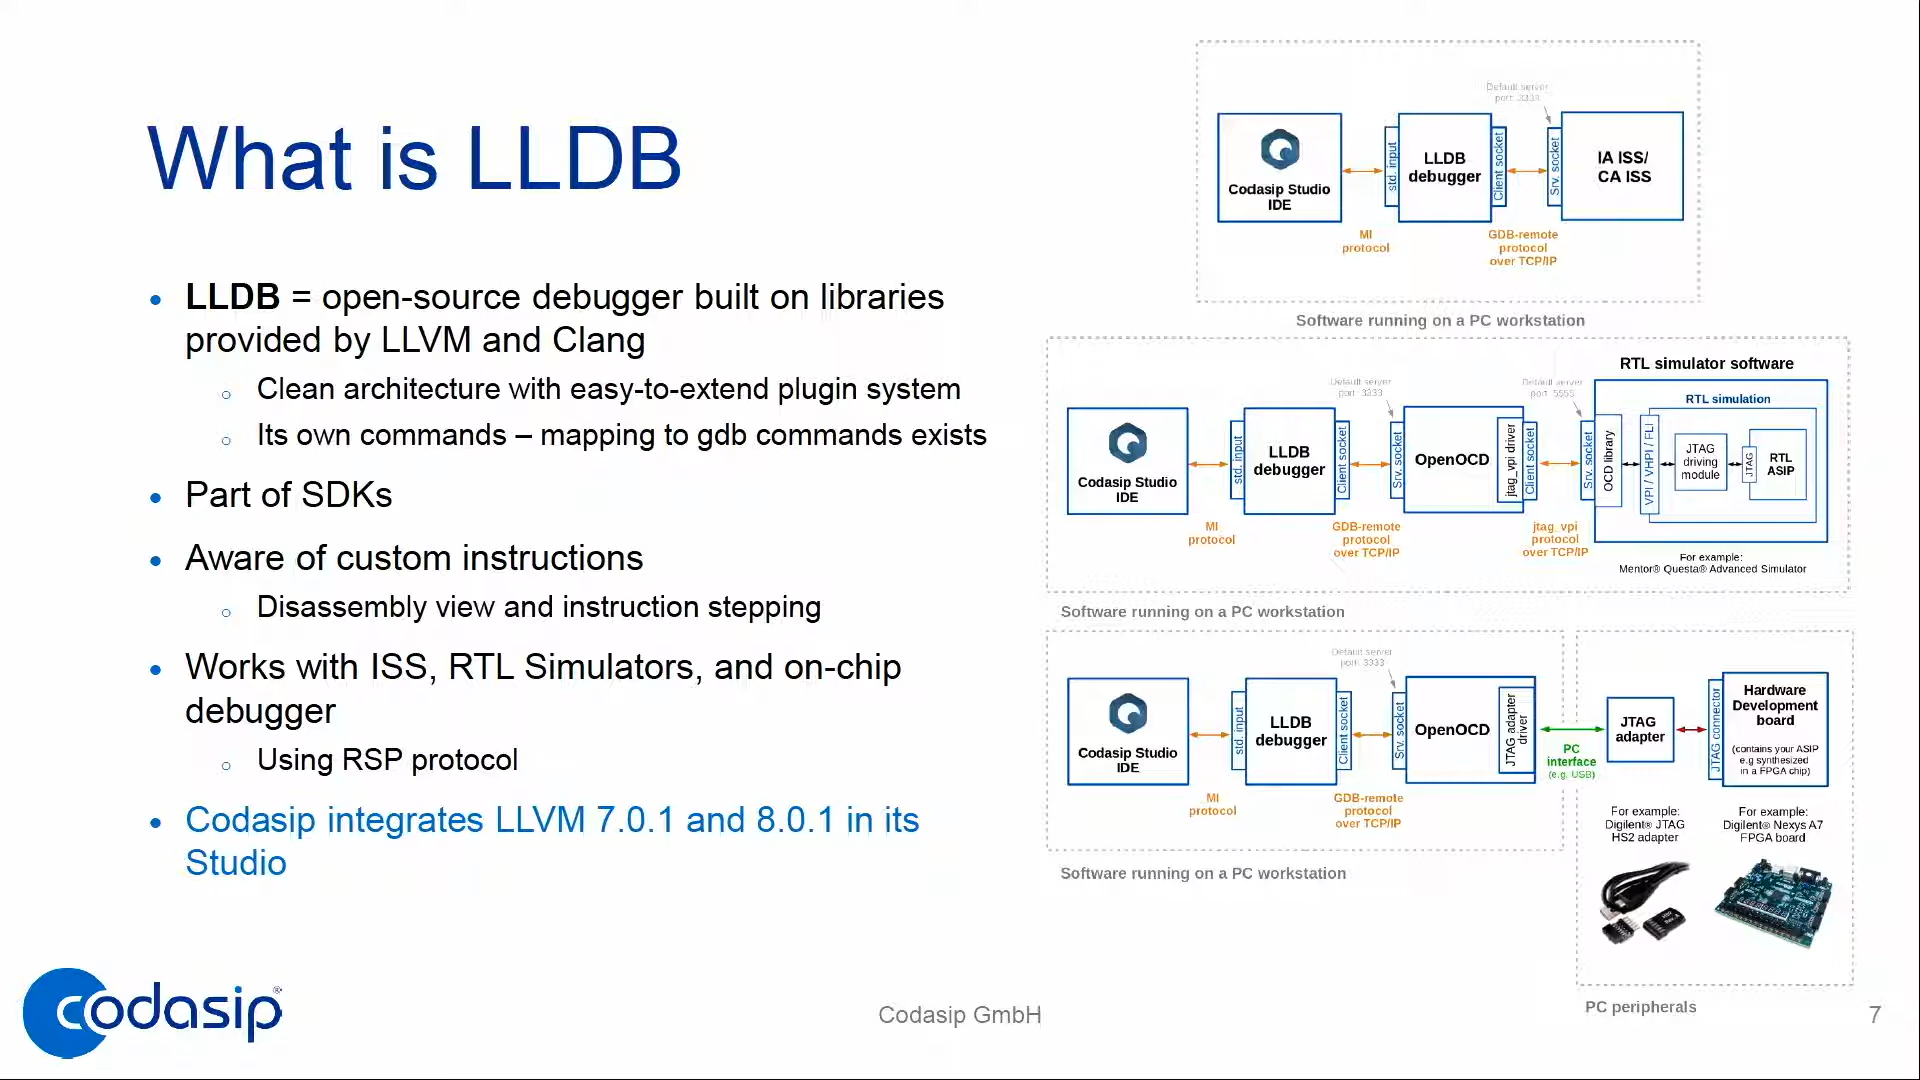 What is LLDB
• LLDB = open-source debugger built on libraries
provided by LLVM and Clang
○ Clean architecture with easy-to-extend plugin system
○ Its own commands – mapping to gdb commands exists
• Part of SDKs
• Aware of custom instructions
○ Disassembly view and instruction stepping
• Works with ISS, RTL Simulators, and on-chip
debugger
○ Using RSP protocol
• Codasip integrates LLVM 7.0.1 and 8.0.1 in its
Studio
Default server
port: 3333
Codasip Studio
IDE
std. input
LLDB
debugger
Client socket
Srv. socket
IA ISS/
CA ISS
MI
protocol
GDB-remote
protocol
over TCP/IP
Software running on a PC workstation
RTL simulator software
Default server
port: 3333
Default server
port: 5555
RTL simulation
Codasip Studio
IDE
std. input
LLDB
debugger
Client socket
Srv. socket
OpenOCD
jtag_vpi driver
Client socket
Srv. socket
OCD library
VPI / VHPI / FLI
JTAG
driving
module
JTAG
RTL
ASIP
MI
protocol
GDB-remote
protocol
over TCP/IP
jtag_vpi
protocol
over TCP/IP
For example:
Mentor® Questa® Advanced Simulator
Software running on a PC workstation
Default server
port: 3333
Codasip Studio
IDE
std. input
LLDB
debugger
Client socket
Srv. socket
OpenOCD
JTAG adapter
driver
PC
interface
(e.g. USB)
JTAG
adapter
JTAG connector
Hardware
Development
board
(contains your ASIP
e.g synthesized
in a FPGA chip)
MI
protocol
GDB-remote
protocol
over TCP/IP
For example:
Digilent® JTAG
HS2 adapter
For example:
Digilent® Nexys A7
FPGA board
Software running on a PC workstation
PC peripherals
codasip®
Codasip GmbH
7